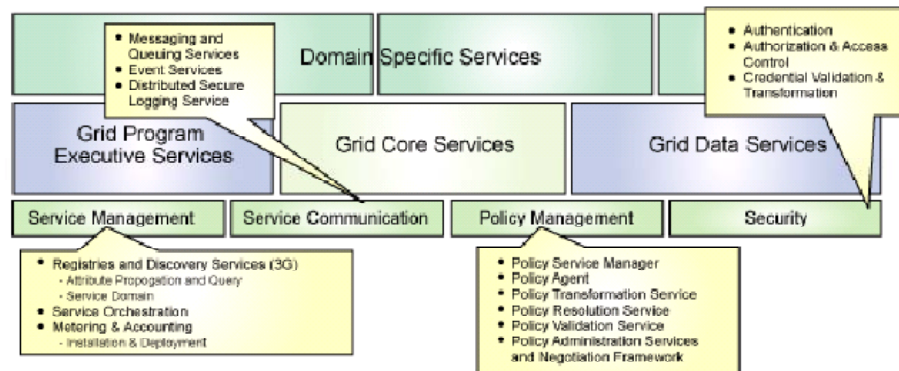 • Messaging and
Queuing Services
• Event Services
• Distributed Secure
Logging Service
Domain Specific Services
• Authentication
• Authorization & Access
Control
• Credential Validation &
Transformation
Grid Program
Executive Services
Grid Core Services
Grid Data Services
Service Management
Service Communication
Policy Management
Security
• Registries and Discovery Services (3G)
- Attribute Propogation and Query
- Service Domain
• Service Orchestration
• Metering & Accounting
- Installation & Deployment
• Policy Service Manager
• Policy Agent
• Policy Transformation Service
• Policy Resolution Service
• Policy Validation Service
• Policy Administration Services
and Negotiation Framework